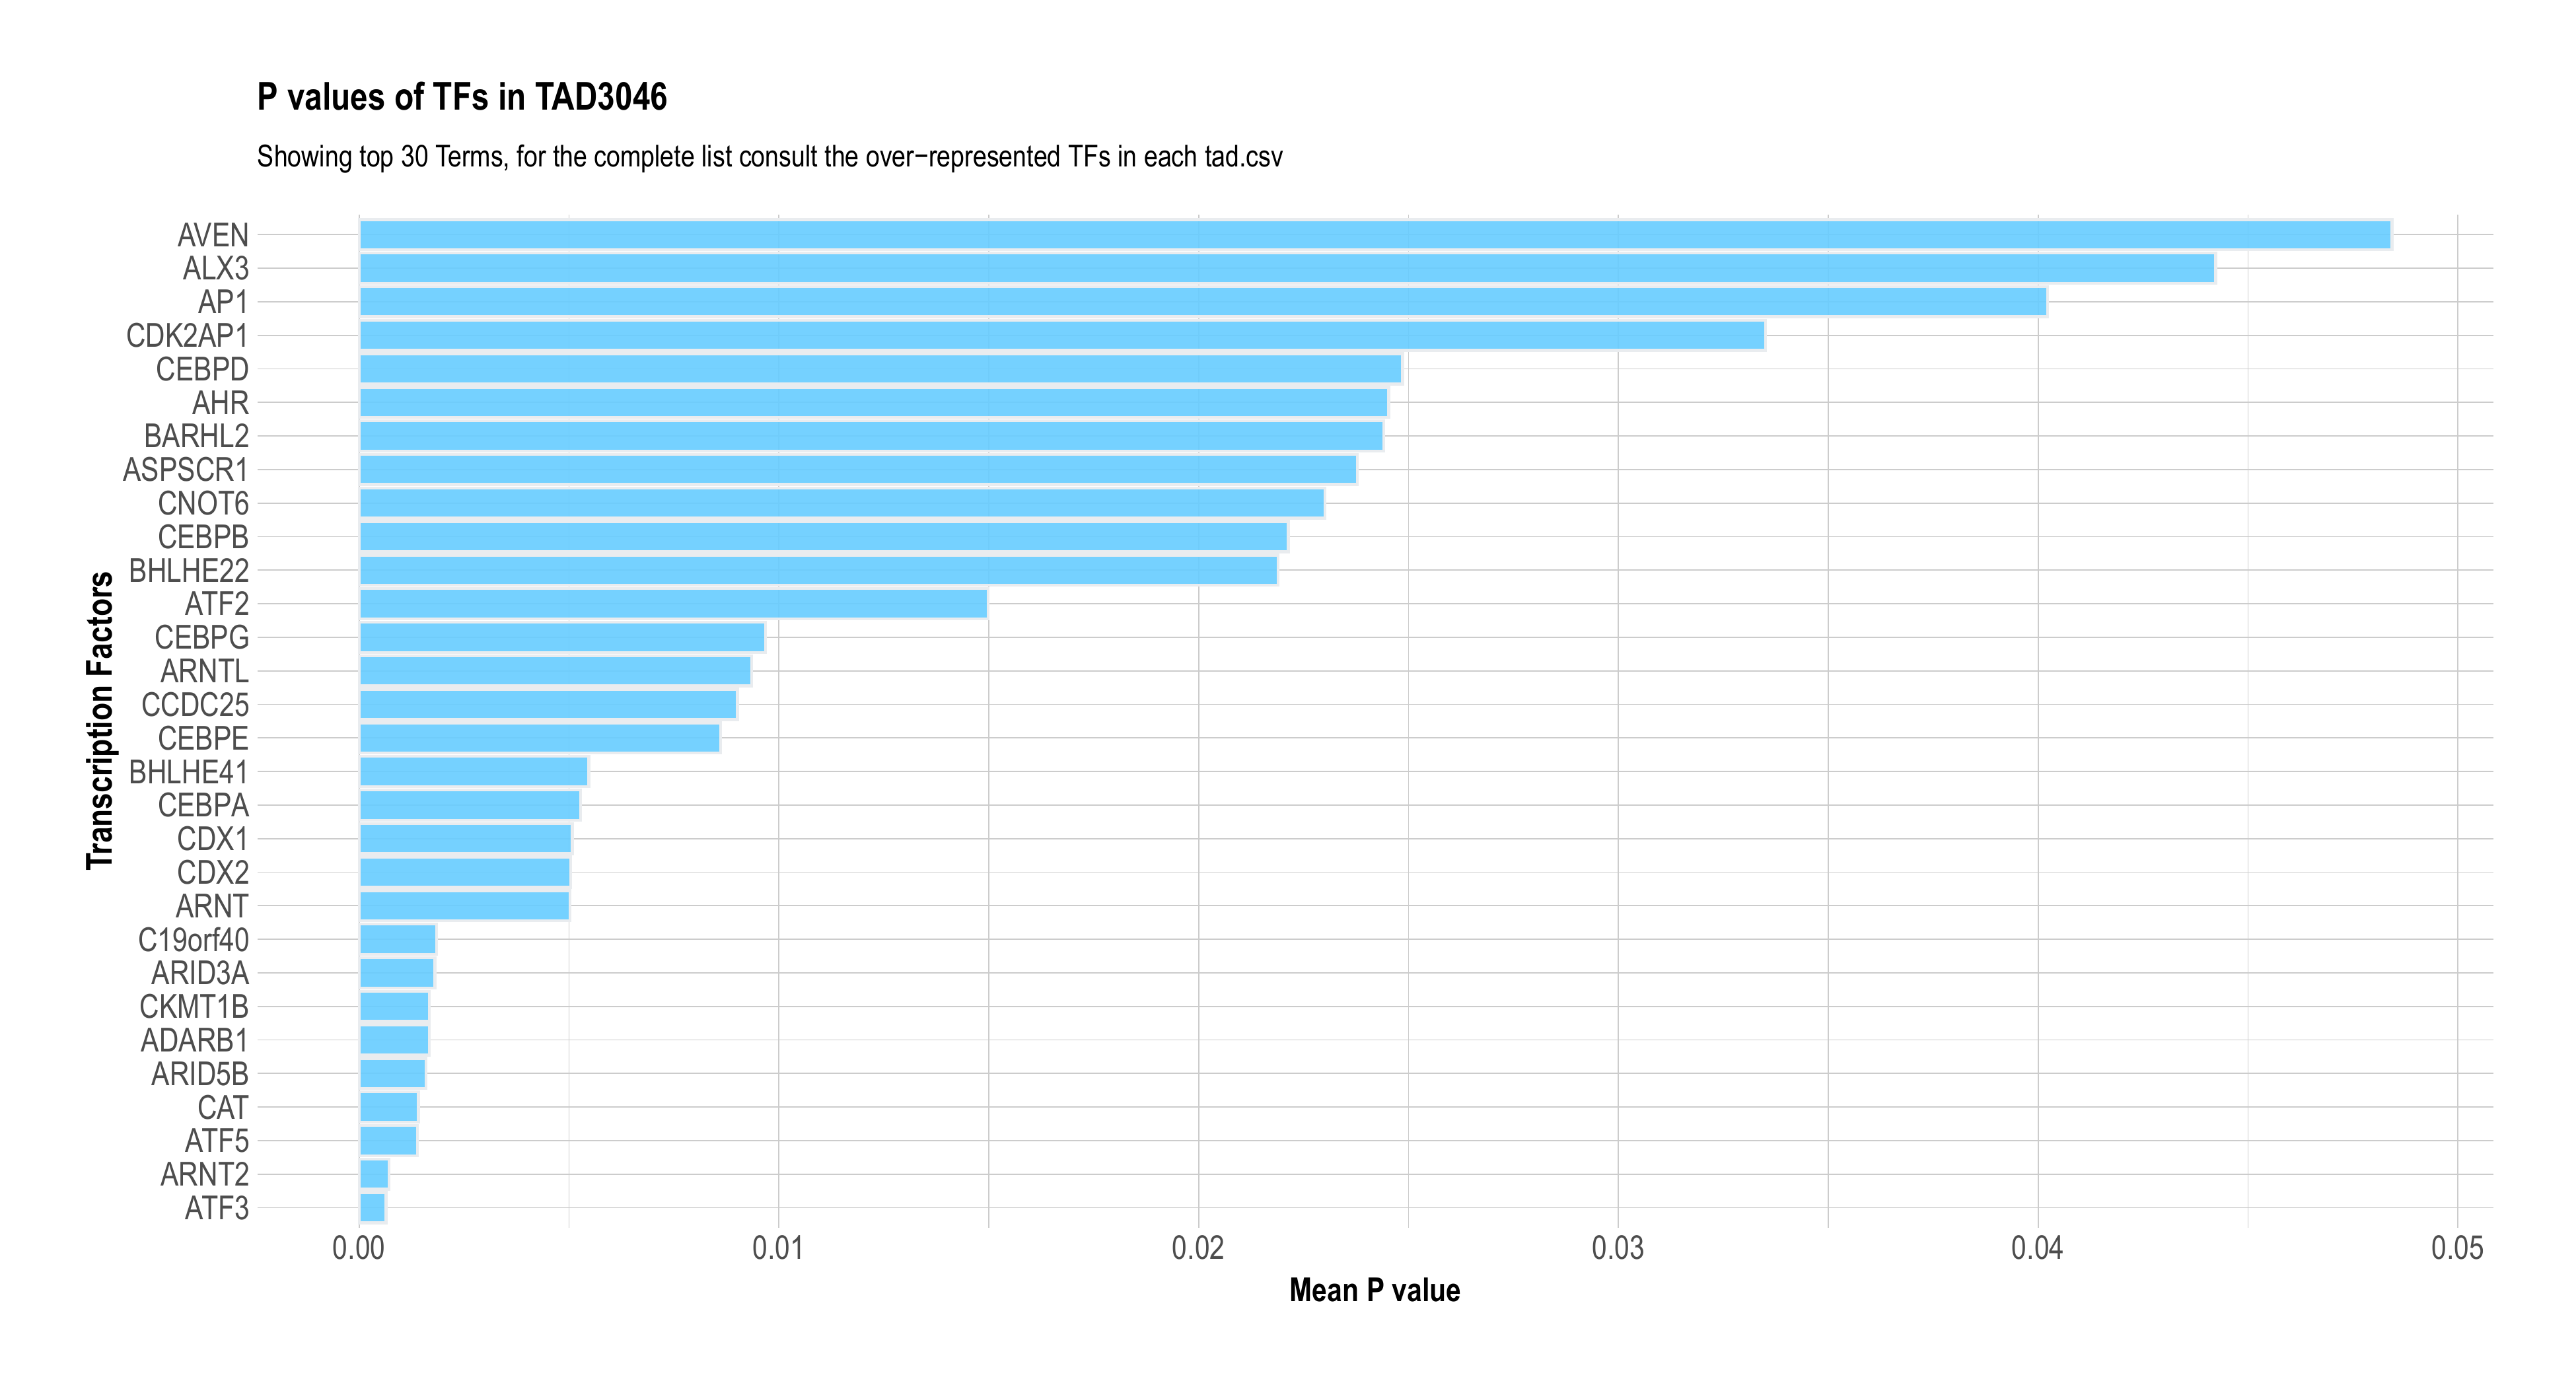 P values of TFs in TAD3046
Showing top 30 Terms, for the complete list consult the over−represented TFs in each tad.csv
Transcription Factors
AVEN
ALX3
AP1
CDK2AP1
CEBPD
AHR
BARHL2
ASPSCR1
CNOT6
CEBPB
BHLHE22
ATF2
CEBPG
ARNTL
CCDC25
CEBPE
BHLHE41
CEBPA
CDX1
CDX2
ARNT
C19orf40
ARID3A
CKMT1B
ADARB1
ARID5B
CAT
ATF5
ARNT2
ATF3
0.00 0.01 0.02 0.03 0.04 0.05
Mean P value